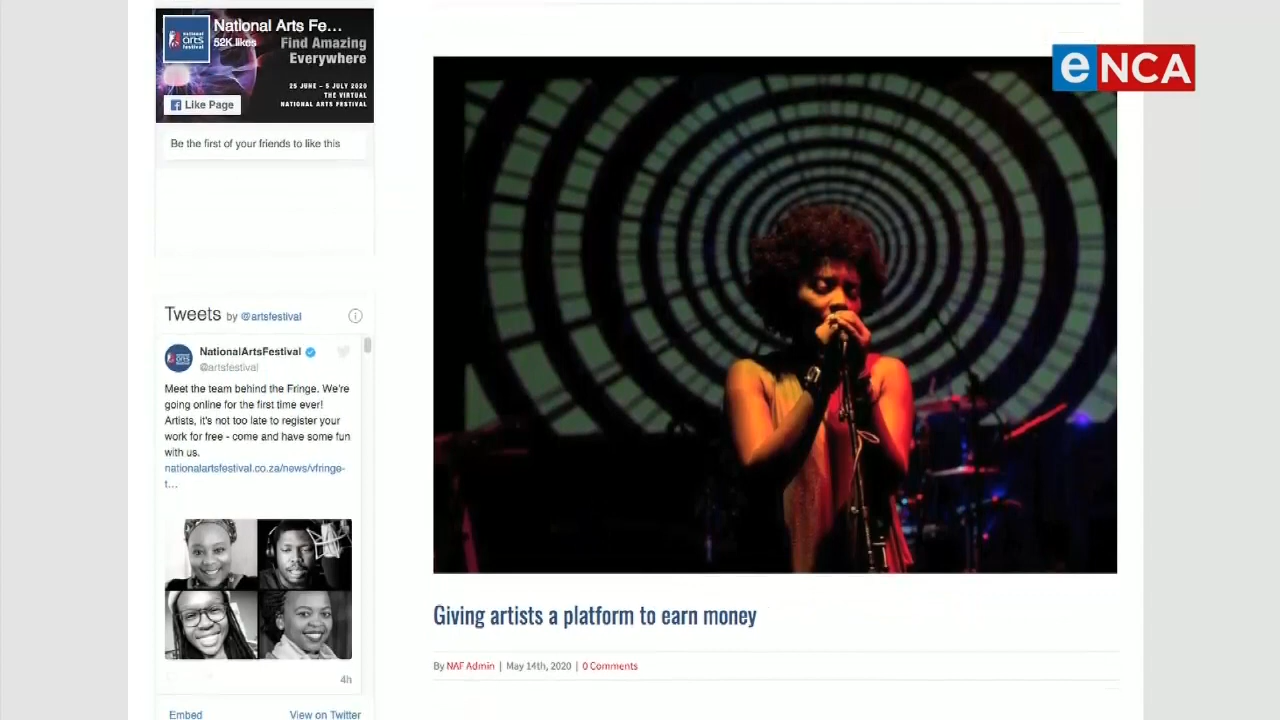 National Arts Fe...
52K likes
national
arts
festival
Find Amazing
Everywhere
25 JUNE – 5 JULY 2020
THE VIRTUAL
NATIONAL ARTS FESTIVAL
Like Page
Be the first of your friends to like this
Tweets by @artsfestival
NationalArtsFestival
@artsfestival
Meet the team behind the Fringe. We're
going online for the first time ever!
Artists, it's not too late to register your
work for free - come and have some fun
with us.
nationalartsfestival.co.za/news/vfringe-
t…
4h
Embed
View on Twitter
eNCA
Giving artists a platform to earn money
By NAF Admin | May 14th, 2020 | 0 Comments